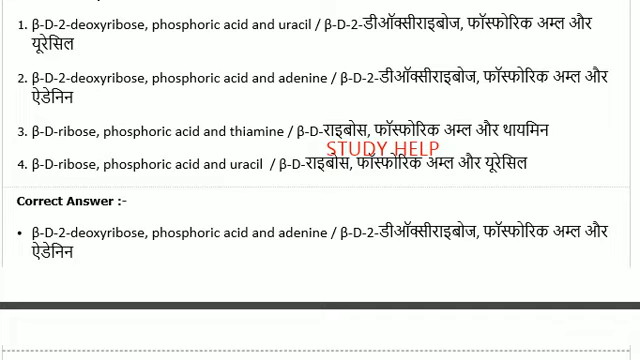 1. β-D-2-deoxyribose, phosphoric acid and uracil / β-D-2-डीऑक्सीराइबोज, फॉस्फोरिक अम्ल और
यूरेसिल
2. β-D-2-deoxyribose, phosphoric acid and adenine / β-D-2-डीऑक्सीराइबोज, फॉस्फोरिक अम्ल और
ऐडेनिन
3. β-D-ribose, phosphoric acid and thiamine / β-D-राइबोस, फॉस्फोरिक अम्ल और थायमिन
STUDY HELP
4. β-D-ribose, phosphoric acid and uracil / β-D-राइबोस, फॉस्फोरिक अम्ल और यूरेसिल
Correct Answer :-
• β-D-2-deoxyribose, phosphoric acid and adenine / β-D-2-डीऑक्सीराइबोज, फॉस्फोरिक अम्ल और
ऐडेनिन